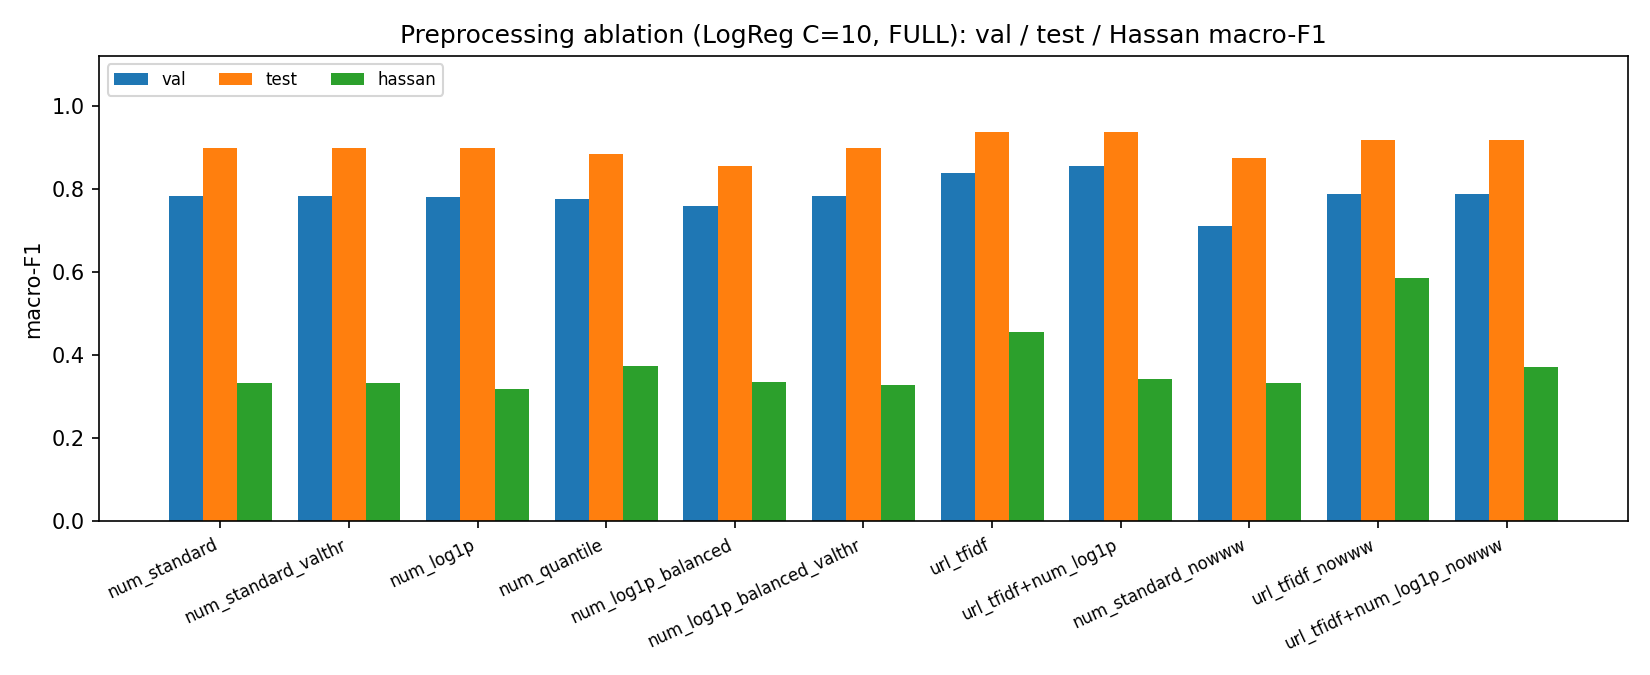 Preprocessing ablation (LogReg C=10, FULL): val / test / Hassan macro-F1
val test hassan
macro-F1
1.0
0.8
0.6
0.4
0.2
0.0
num_standard
num_standard_valthr
num_log1p
num_quantile
num_log1p_balanced
num_log1p_balanced_valthr
url_tfidf
url_tfidf+num_log1p
num_standard_nowww
url_tfidf_nowww
url_tfidf+num_log1p_nowww